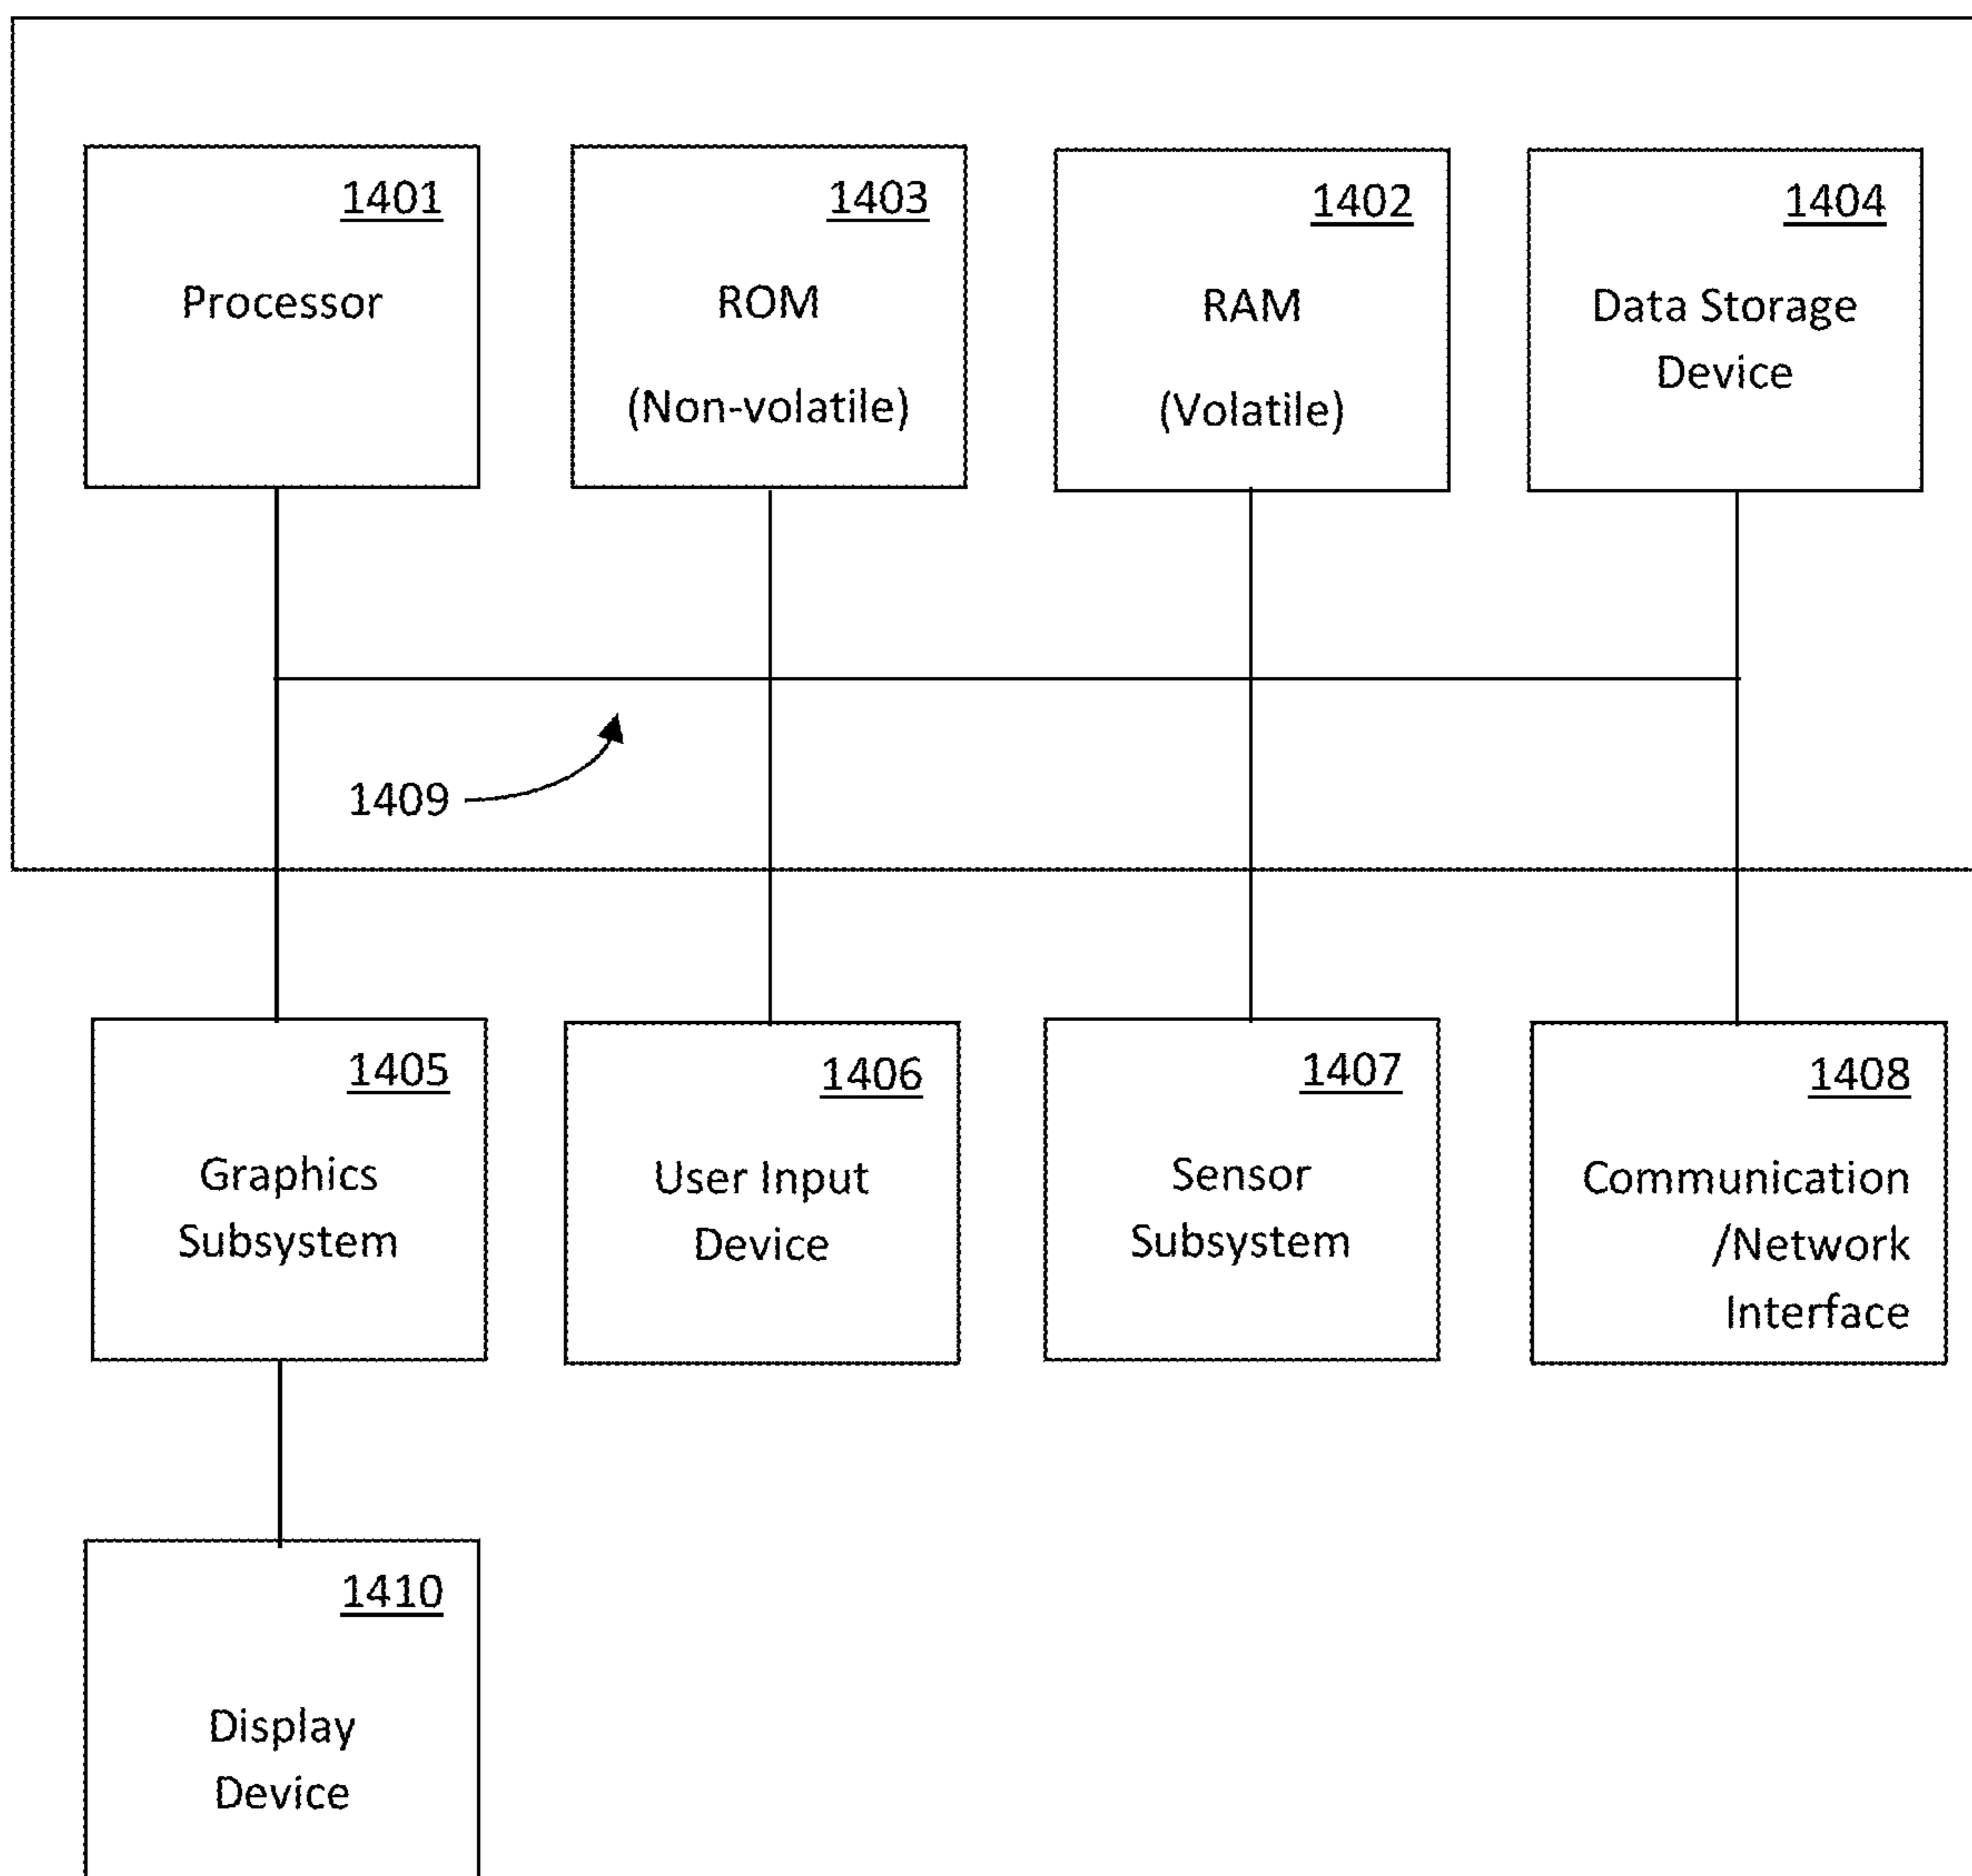 1401
Processor
1403
ROM
(Non-volatile)
1402
RAM
(Volatile)
1404
Data Storage
Device
1409
1405
Graphics
Subsystem
1406
User Input
Device
1407
Sensor
Subsystem
1408
Communication
/Network
Interface
1410
Display
Device